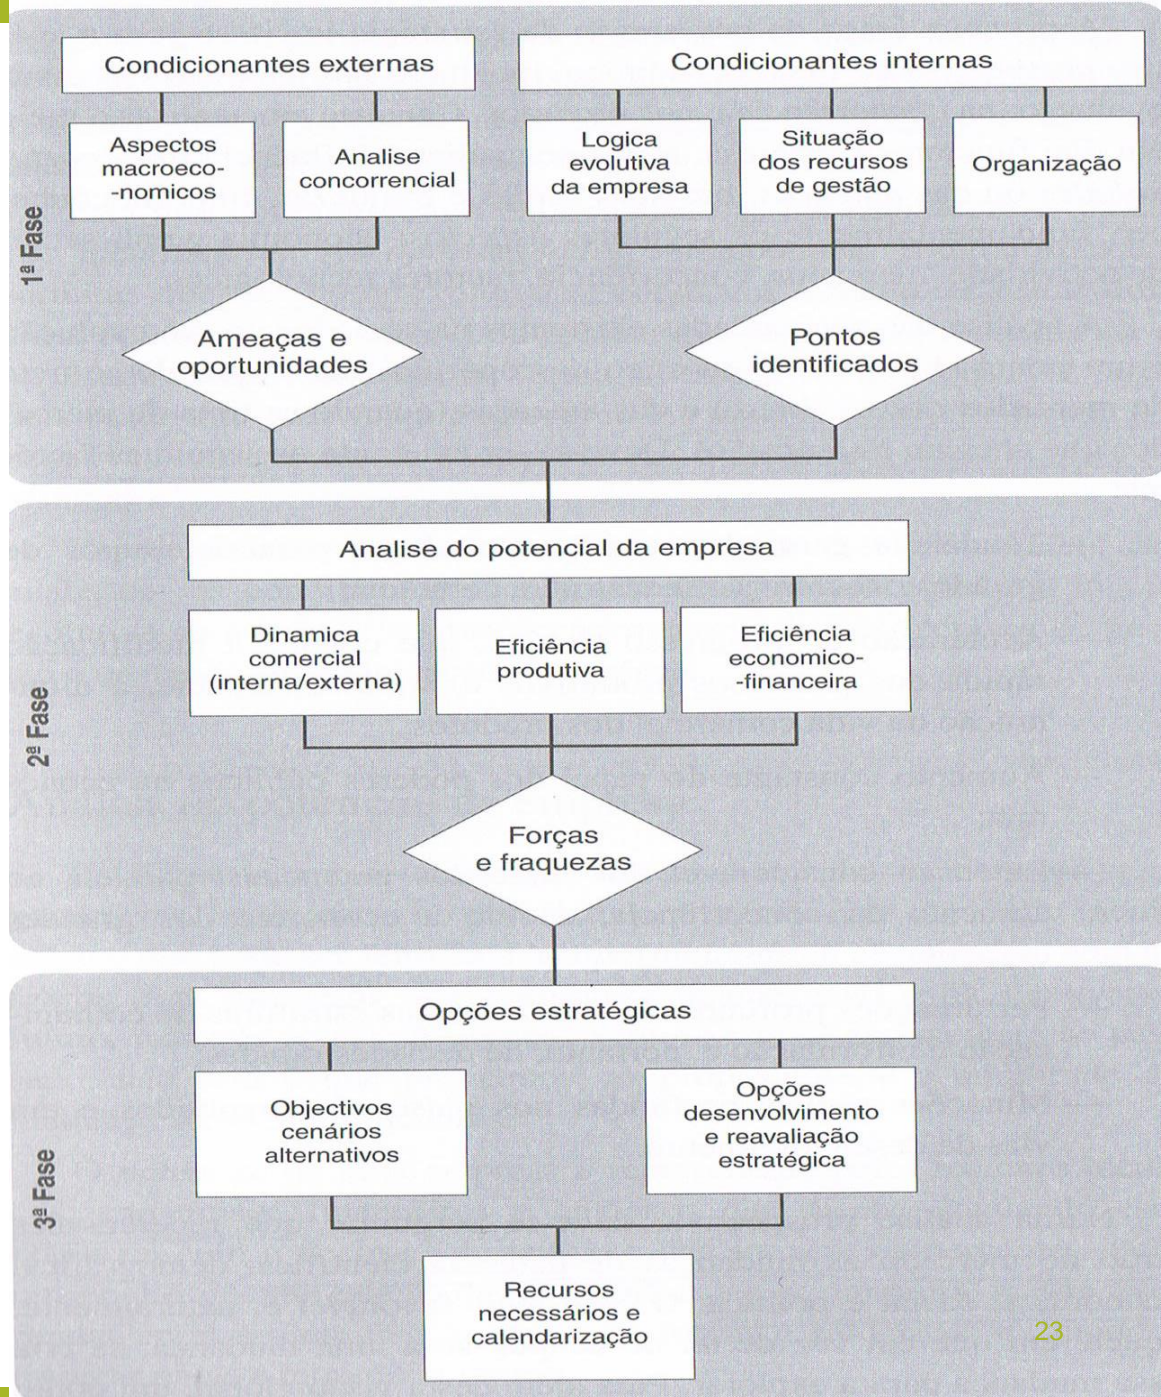 Condicionantes externas
Condicionantes internas
Aspectos
macroeco-
-nomicos
Analise
concorrencial
Logica
evolutiva
da empresa
Situação
dos recursos
de gestão
Organização
1ª Fase
Ameaças e
oportunidades
Pontos
identificados
Analise do potencial da empresa
Dinamica
comercial
(interna/externa)
Eficiência
produtiva
Eficiência
economico-
-financeira
2ª Fase
Forças
e fraquezas
Opções estratégicas
Objectivos
cenários
alternativos
Opções
desenvolvimento
e reavaliação
estratégica
3ª Fase
Recursos
necessários e
calendarização
23